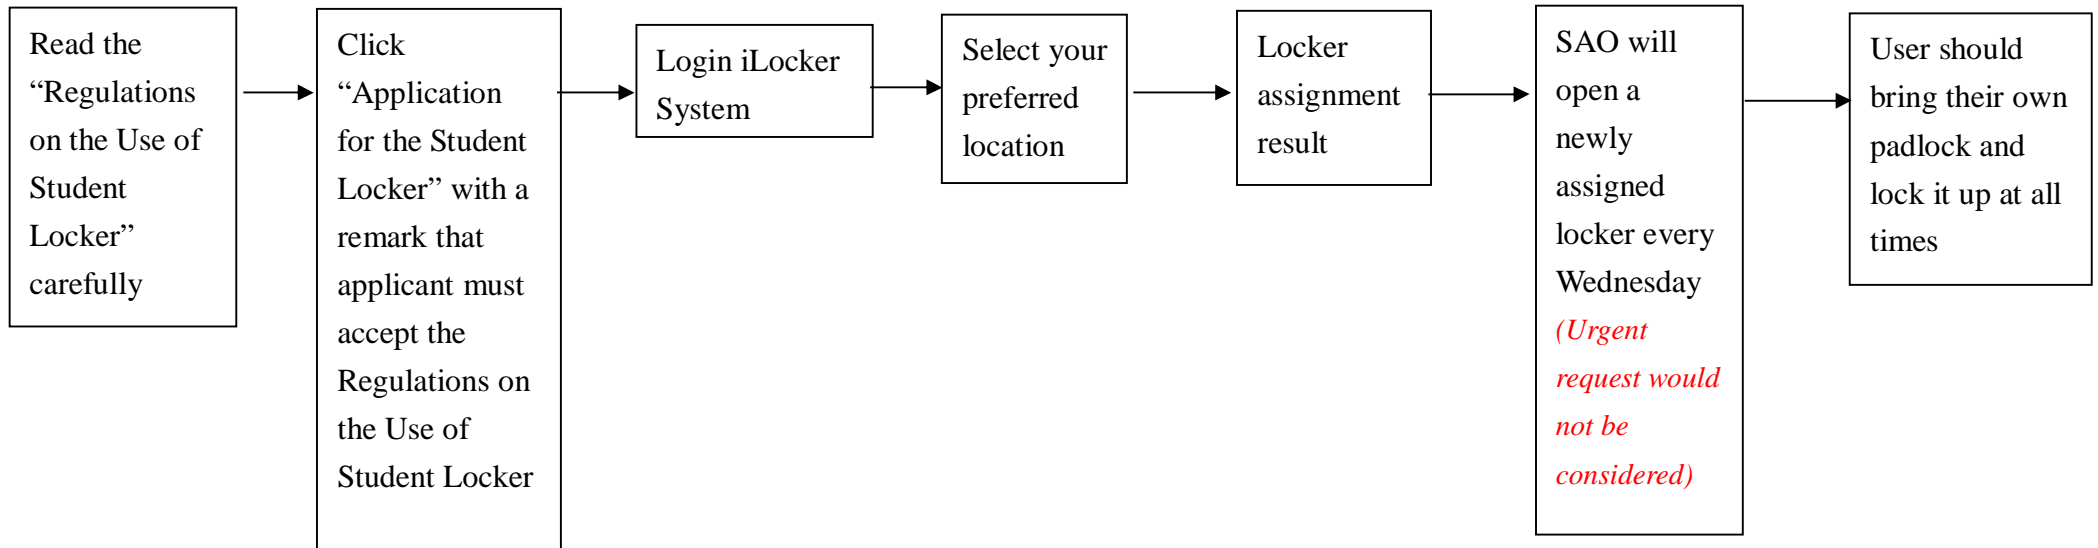 Read the
“Regulations
on the Use of
Student
Locker”
carefully
Click
“Application
for the Student
Locker” with a
remark that
applicant must
accept the
Regulations on
the Use of
Student Locker
Login iLocker
System
Select your
preferred
location
Locker
assignment
result
SAO will
open a
newly
assigned
locker every
Wednesday
(Urgent
request would
not be
considered)
User should
bring their own
padlock and
lock it up at all
times